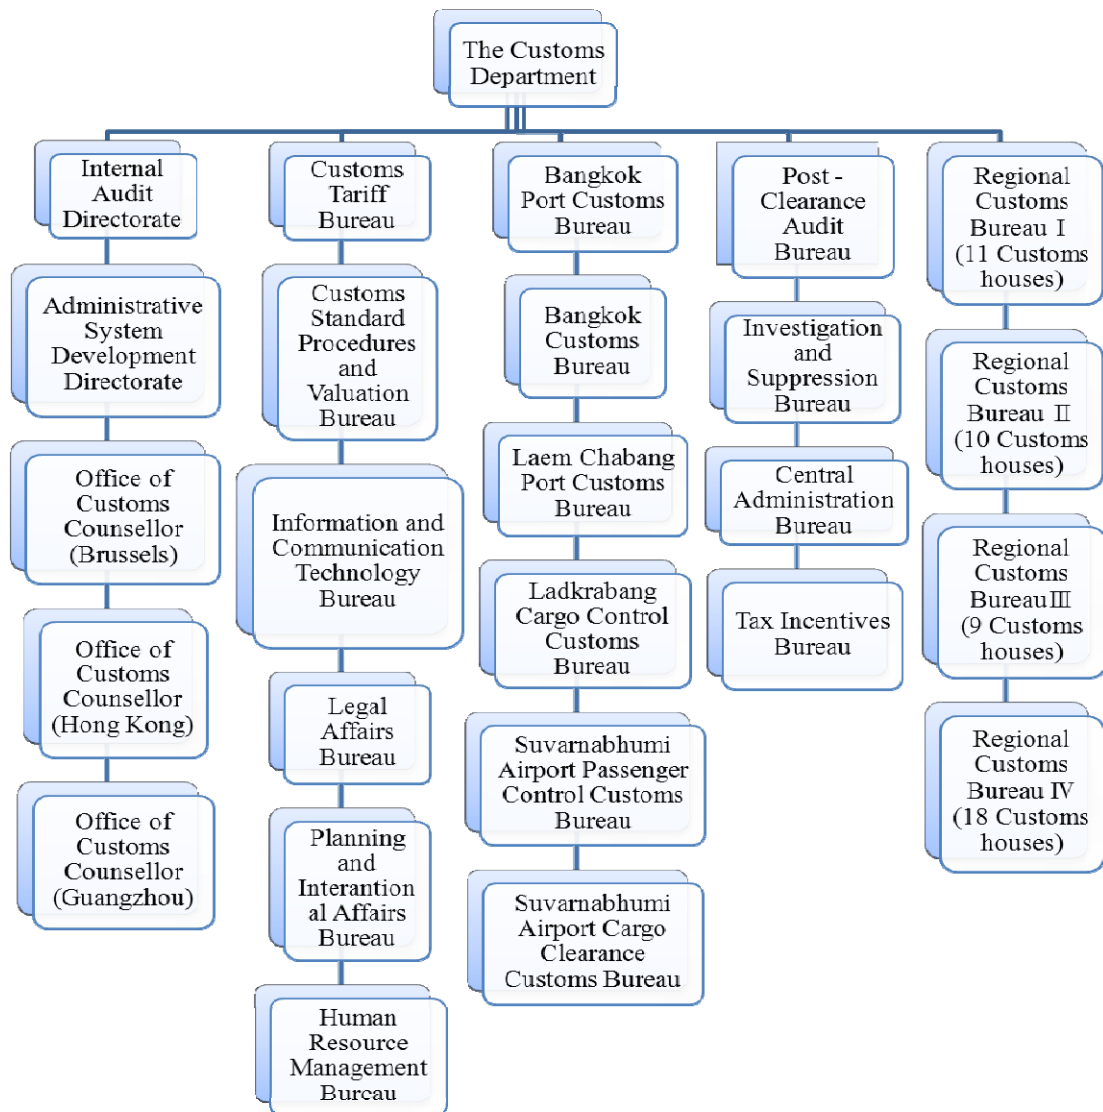 The Customs
Department
Internal
Audit
Directorate
Administrative
System
Development
Directorate
Office of
Customs
Counsellor
(Brussels)
Office of
Customs
Counsellor
(Hong Kong)
Office of
Customs
Counsellor
(Guangzhou)
Customs
Tariff
Bureau
Customs
Standard
Procedures
and
Valuation
Bureau
Information and
Communication
Technology
Bureau
Legal
Affairs
Bureau
Planning
and
Interantion
al Affairs
Bureau
Human
Resource
Management
Bureau
Bangkok
Port Customs
Bureau
Bangkok
Customs
Bureau
Laem Chabang
Port Customs
Bureau
Ladkrabang
Cargo Control
Customs
Bureau
Suvarnabhumi
Airport Passenger
Control Customs
Bureau
Suvarnabhumi
Airport Cargo
Clearance
Customs Bureau
Post -
Clearance
Audit
Bureau
Investigation
and
Suppression
Bureau
Central
Administration
Bureau
Tax Incentives
Bureau
Regional
Customs
Bureau Ⅰ
(11 Customs
houses)
Regional
Customs
Bureau Ⅱ
(10 Customs
houses)
Regional
Customs
BureauⅢ
(9 Customs
houses)
Regional
Customs
Bureau Ⅳ
(18 Customs
houses)